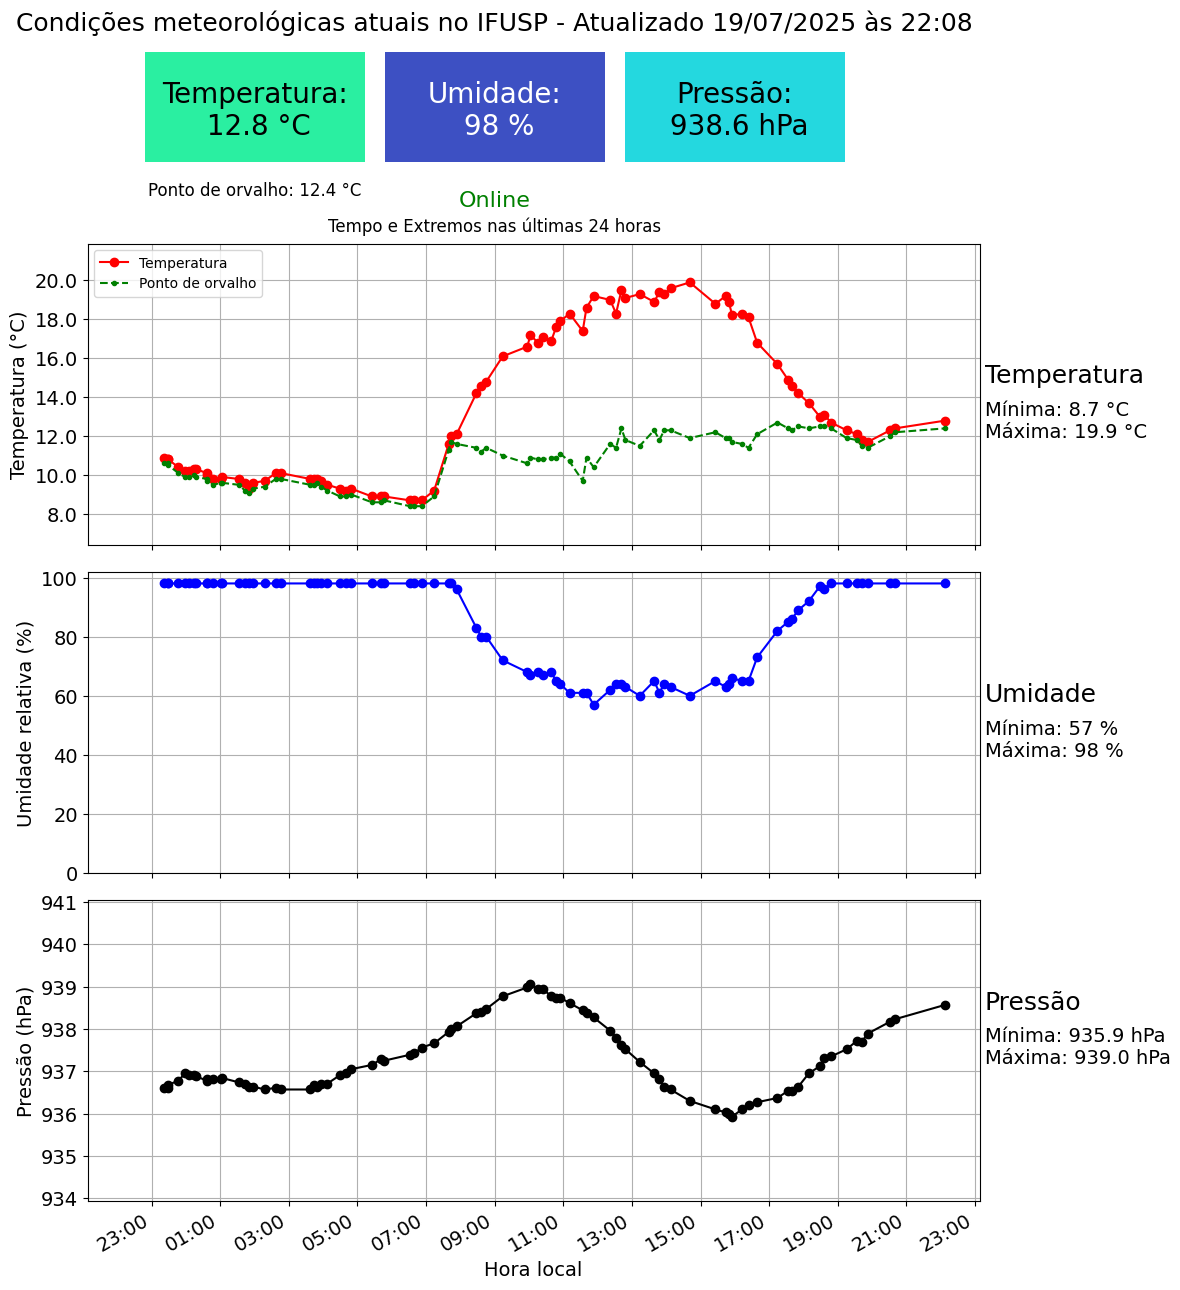 Condições meteorológicas atuais no IFUSP - Atualizado 19/07/2025 às 22:08
Temperatura:
12.8 °C
Umidade:
98 %
Pressão:
938.6 hPa
Ponto de orvalho: 12.4 °C
Online
Tempo e Extremos nas últimas 24 horas
Temperatura
Ponto de orvalho
Temperatura (°C)
20.0
18.0
16.0
14.0
12.0
10.0
8.0
Temperatura
Mínima: 8.7 °C
Máxima: 19.9 °C
Umidade relativa (%)
100
80
60
40
20
0
Umidade
Mínima: 57 %
Máxima: 98 %
Pressão (hPa)
941
940
939
938
937
936
935
934
Pressão
Mínima: 935.9 hPa
Máxima: 939.0 hPa
23:00 01:00 03:00 05:00 07:00 09:00 11:00 13:00 15:00 17:00 19:00 21:00 23:00
Hora local